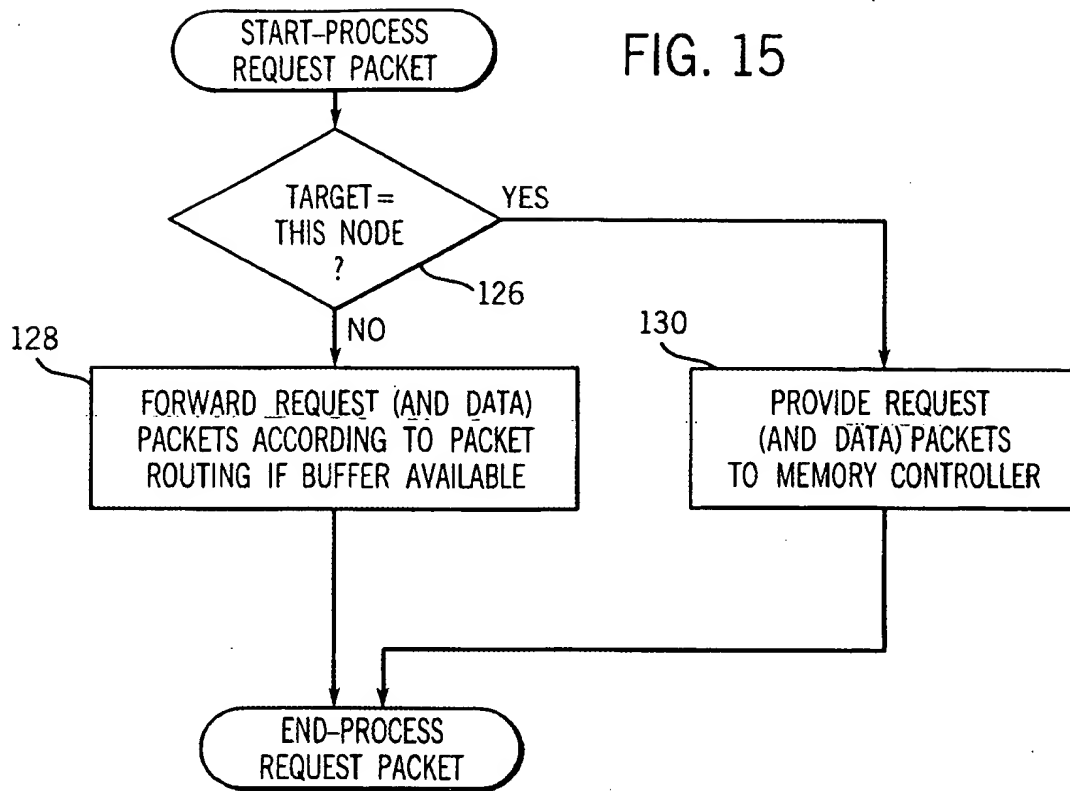 START-PROCESS
REQUEST PACKET
FIG. 15
TARGET =
THIS NODE
?
YES
126
NO
128
FORWARD REQUEST (AND DATA)
PACKETS ACCORDING TO PACKET
ROUTING IF BUFFER AVAILABLE
130
PROVIDE REQUEST
(AND DATA) PACKETS
TO MEMORY CONTROLLER
END-PROCESS
REQUEST PACKET